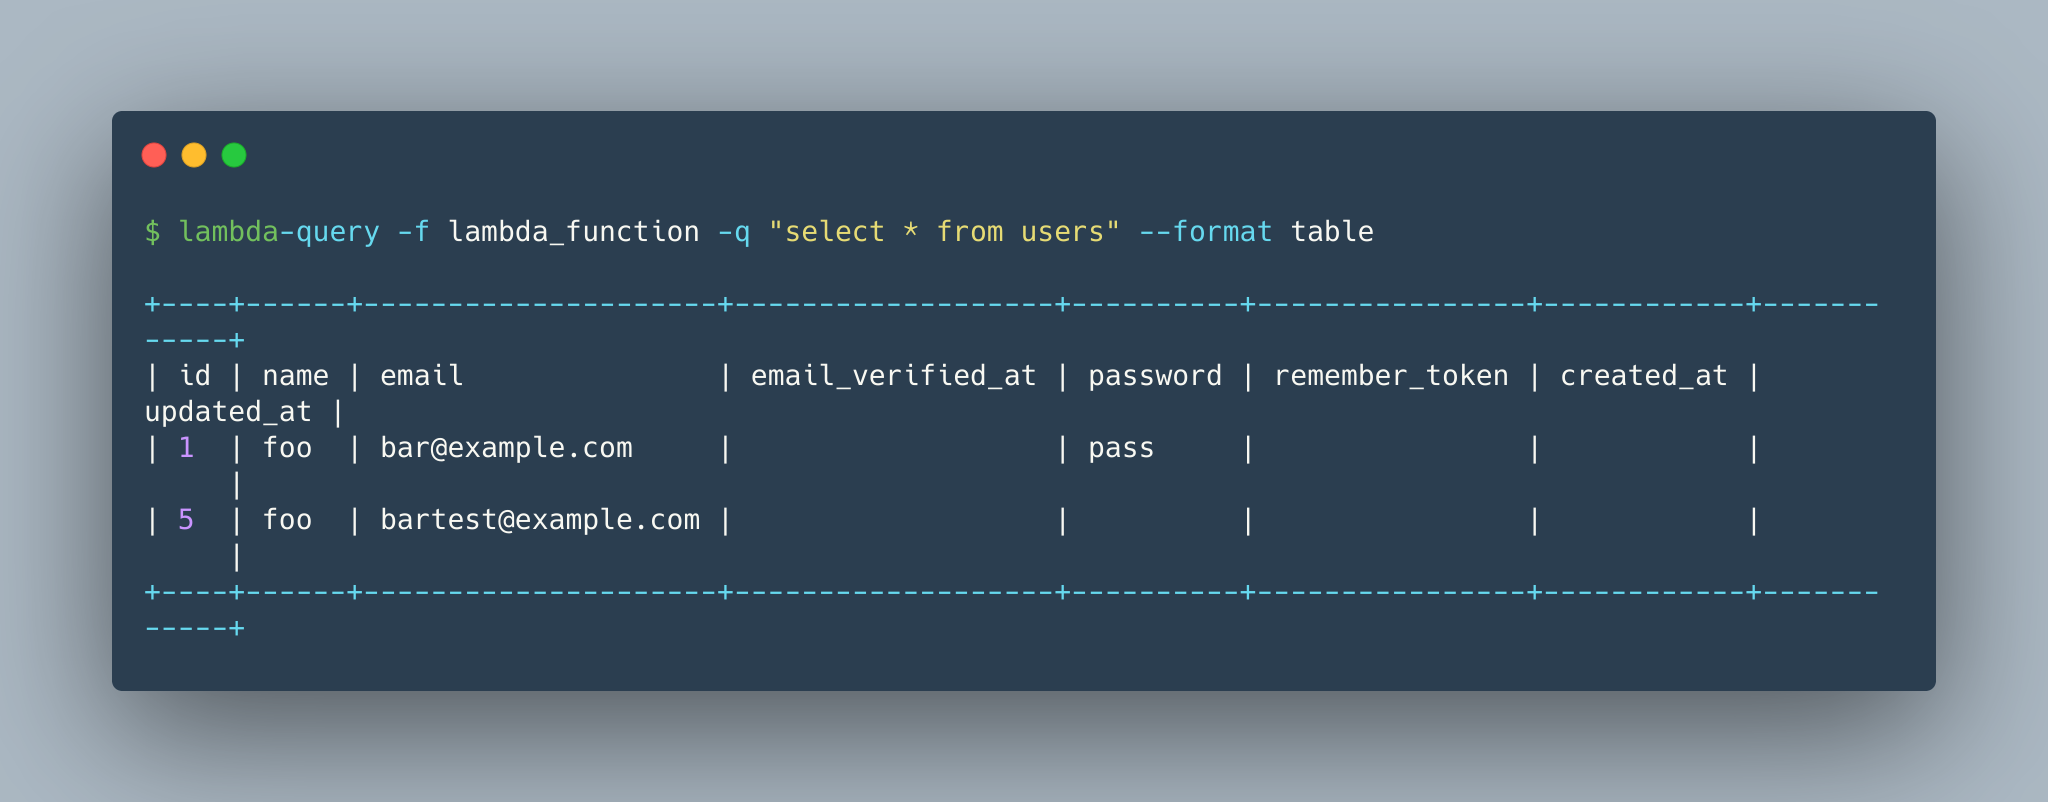 $ lambda-query -f lambda_function -q "select * from users" --format table

+----+------+---------------------+-------------------+----------+----------------+------------+-------
-----+
| id | name | email               | email_verified_at | password | remember_token | created_at |
updated_at |
| 1  | foo  | bar@example.com     |                   | pass     |                |            |
     |
| 5  | foo  | bartest@example.com |                   |          |                |            |
     |
+----+------+---------------------+-------------------+----------+----------------+------------+-------
-----+